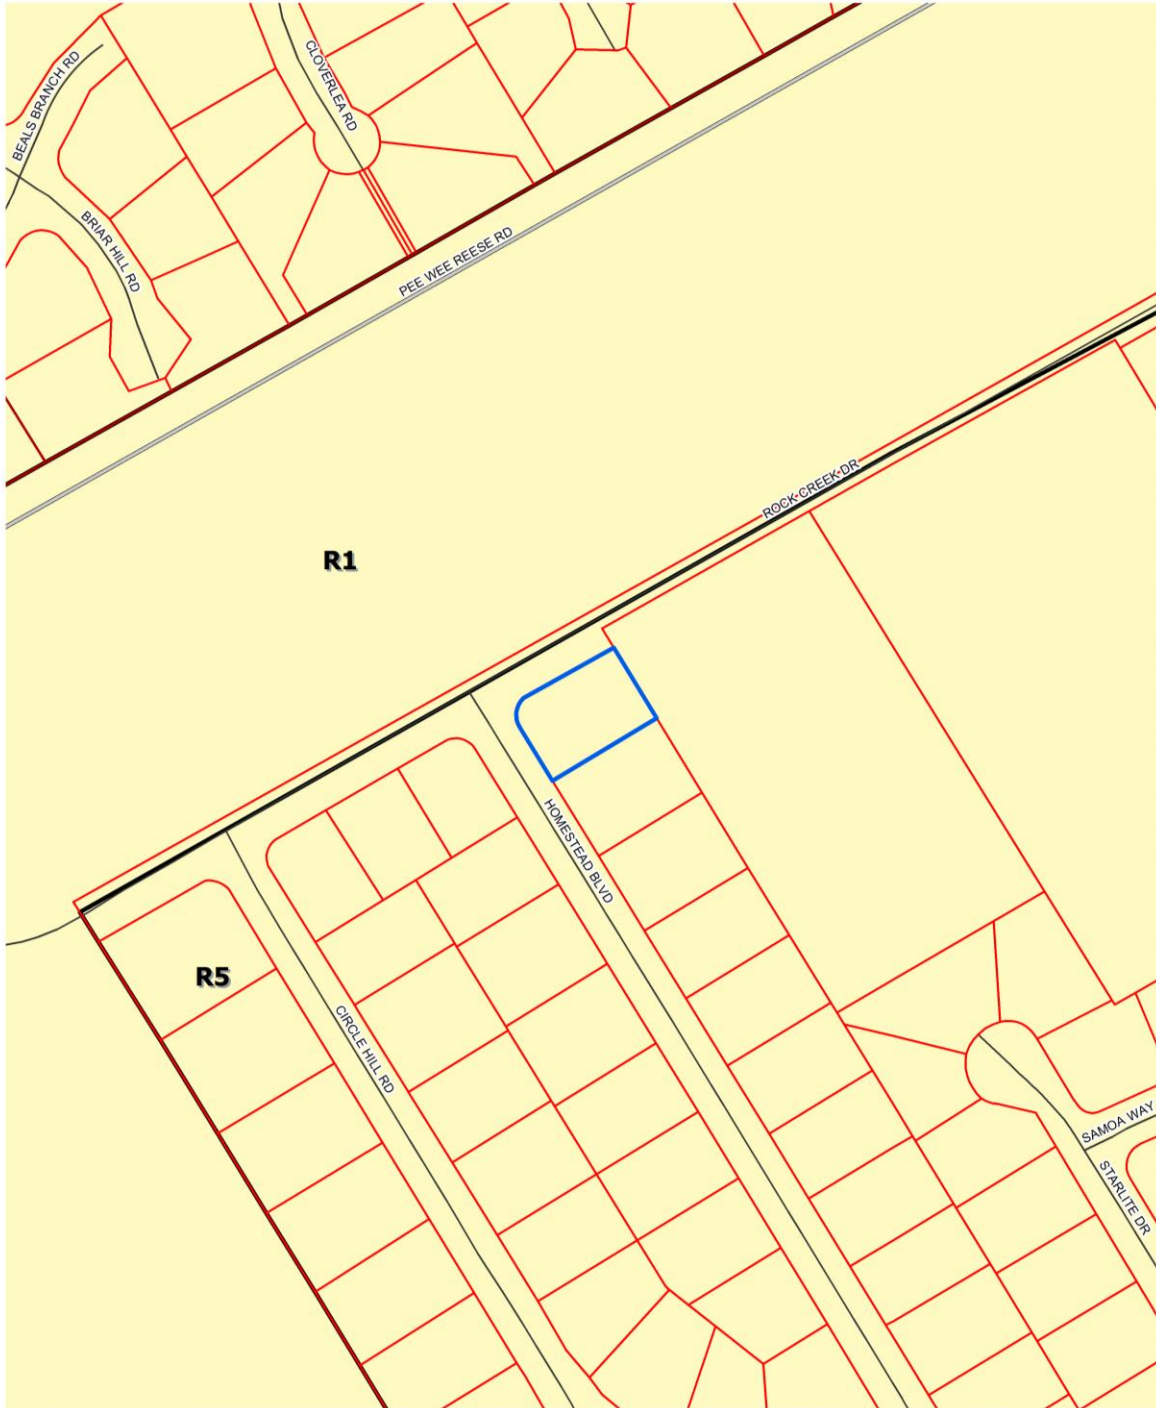 BEALS BRANCH RD
CLOVERLEA RD
BRIAR HILL RD
PEE WEE REESE RD
ROCK CREEK DR
R1
HOMESTEAD BLVD
R5
CIRCLE HILL RD
SAMOA WAY
STARLITE DR